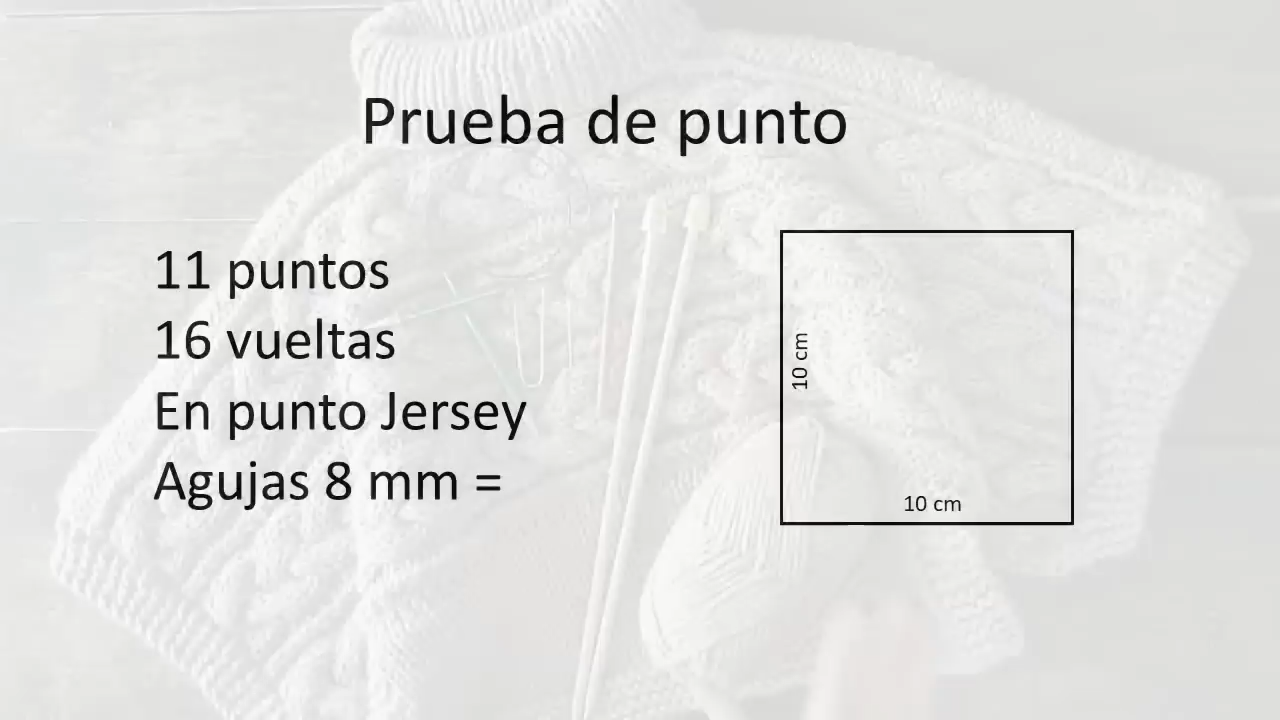 Prueba de punto
11 puntos
16 vueltas
En punto Jersey
Agujas 8 mm =
10 cm
10 cm